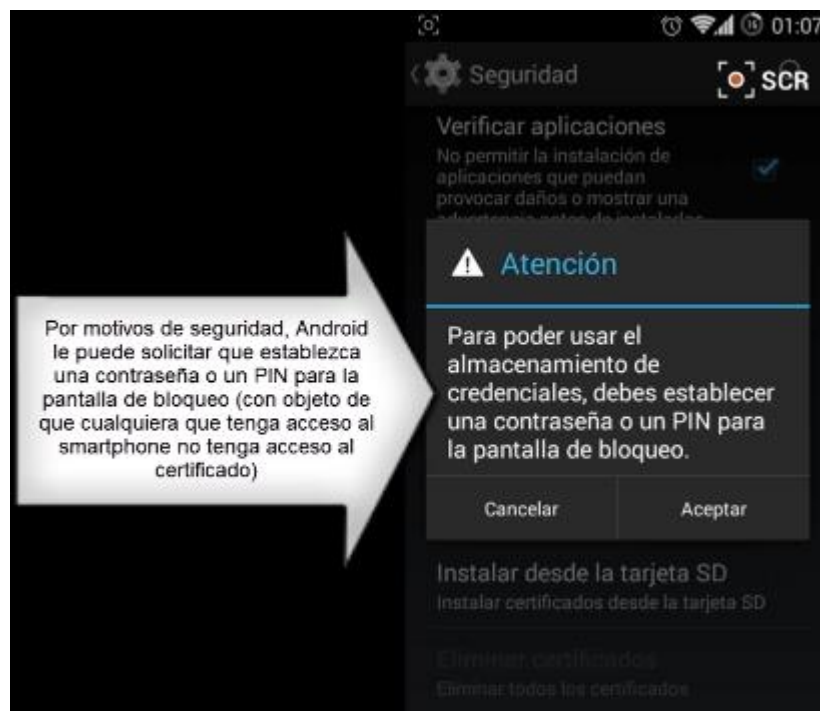 01:07
Seguridad
SCR
Verificar aplicaciones
No permitir la instalación de
aplicaciones que puedan
provocar daños o mostrar una
advertencia antes de instalarlas
Atención
Por motivos de seguridad, Android
le puede solicitar que establezca
una contraseña o un PIN para la
pantalla de bloqueo (con objeto de
que cualquiera que tenga acceso al
smartphone no tenga acceso al
certificado)
Para poder usar el
almacenamiento de
credenciales, debes establecer
una contraseña o un PIN para
la pantalla de bloqueo.
Cancelar
Aceptar
Instalar desde la tarjeta SD
Instalar certificados desde la tarjeta SD
Eliminar certificados
Eliminar todos los certificados